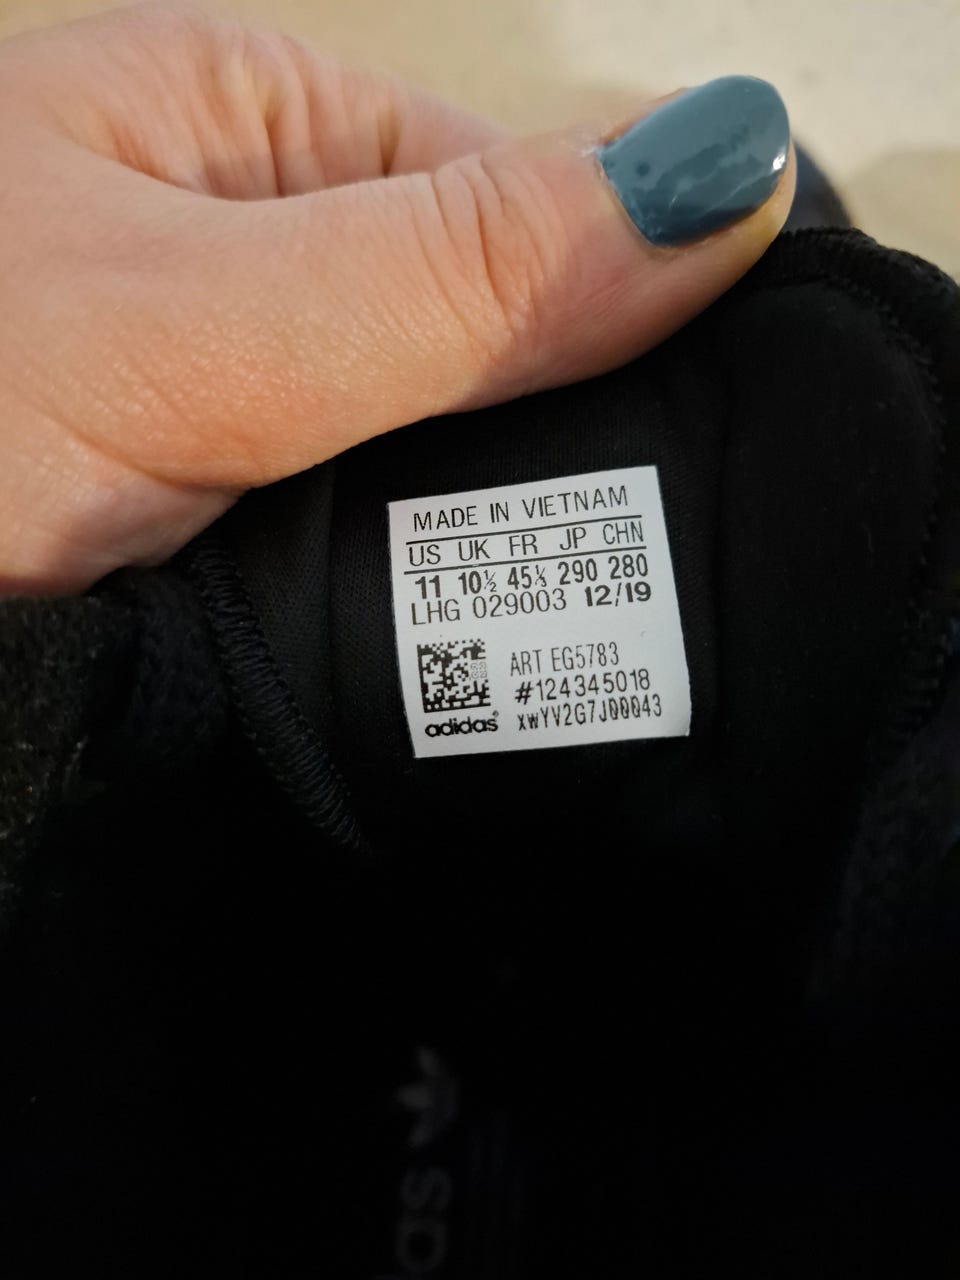 MADE IN VIETNAM
US UK FR JP CHN
11 10½ 45⅓ 290 280
LHG 029003 12/19
ART EG5783
#124345018
adidas® xwYV2G7J00043
SD